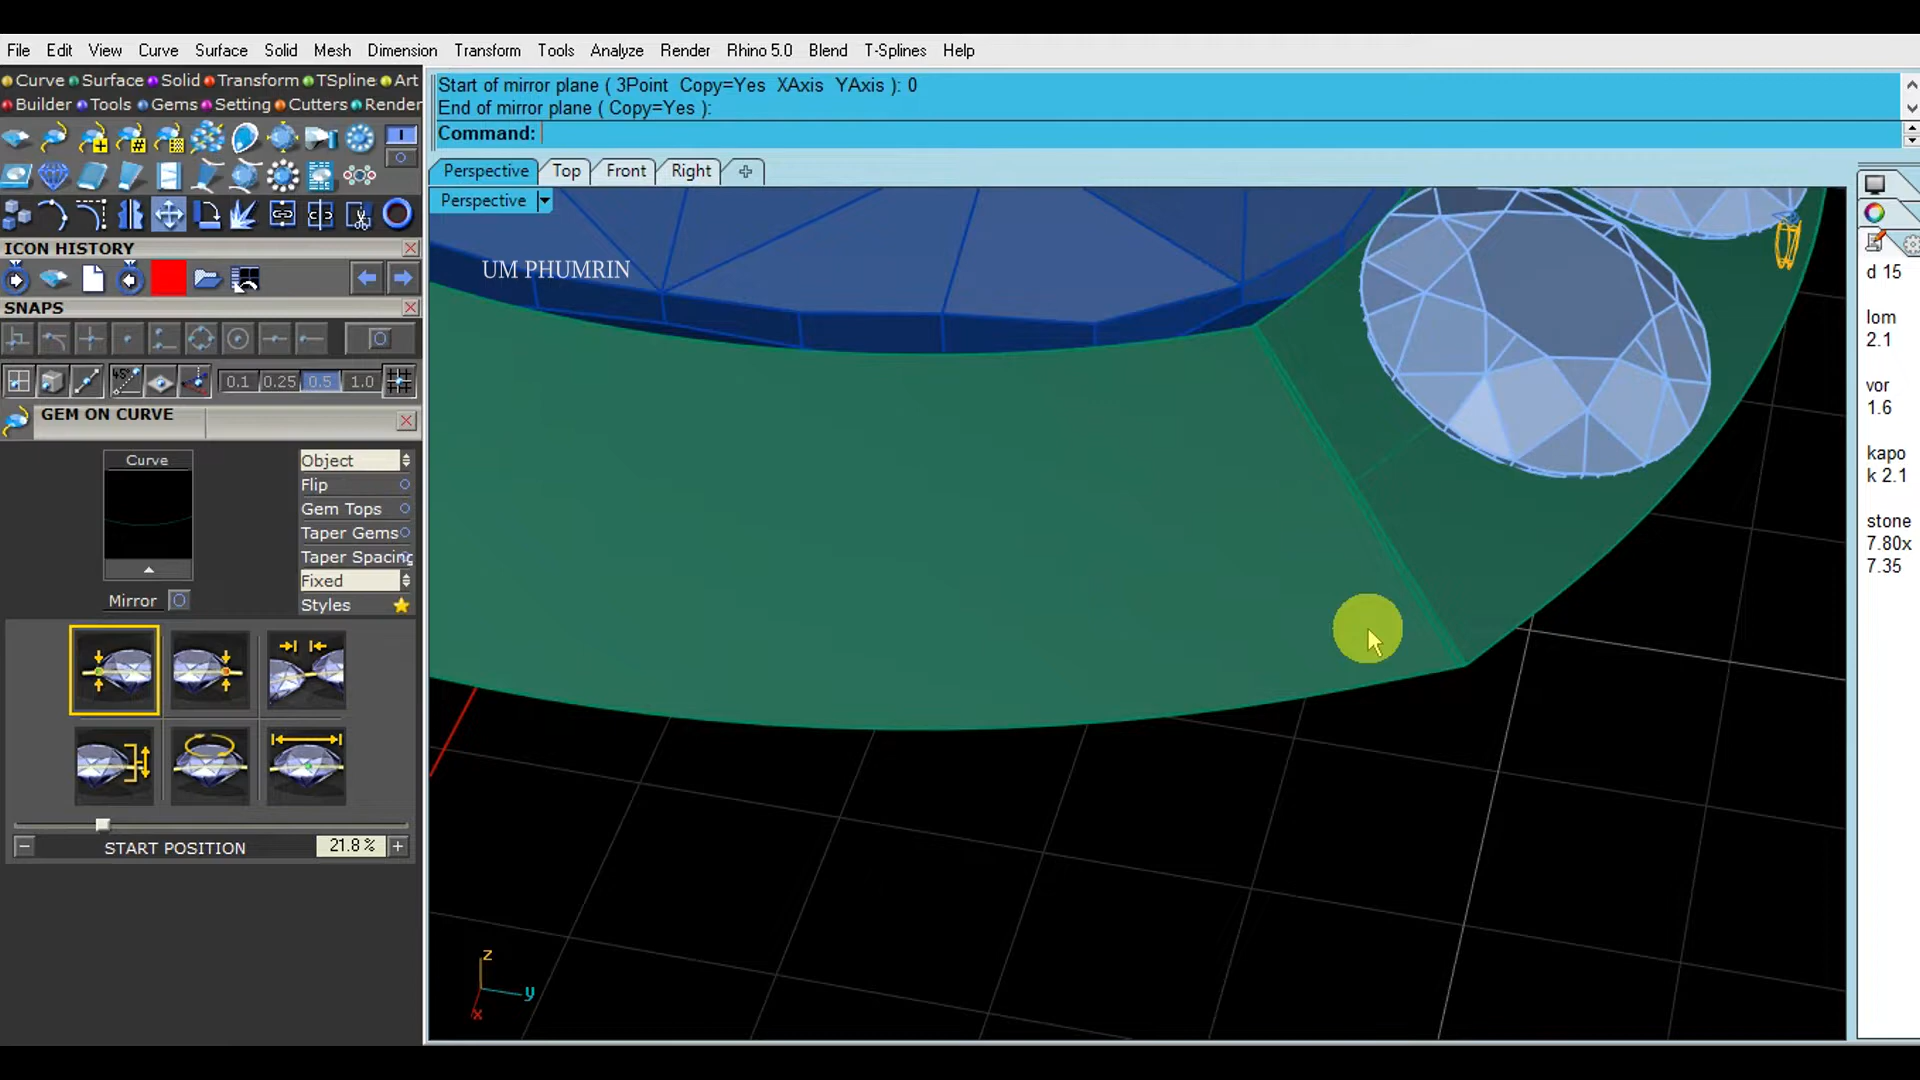 File Edit View Curve Surface Solid Mesh Dimension Transform Tools Analyze Render Rhino 5.0 Blend T-Splines Help
Curve Surface Solid Transform TSpline Art
Builder Tools Gems Setting Cutters Render
Start of mirror plane ( 3Point Copy=Yes XAxis YAxis ): 0
End of mirror plane ( Copy=Yes ):
Command:
Perspective Top Front Right
Perspective
ICON HISTORY
SNAPS
45°
0.1 0.25 0.5 1.0
GEM ON CURVE
Curve
Object
Flip
Gem Tops
Taper Gems
Taper Spacing
Fixed
Styles
Mirror
START POSITION 21.8 %
UM PHUMRIN
z
y
x
d 15
lom
2.1
vor
1.6
kapo
k 2.1
stone
7.80x
7.35